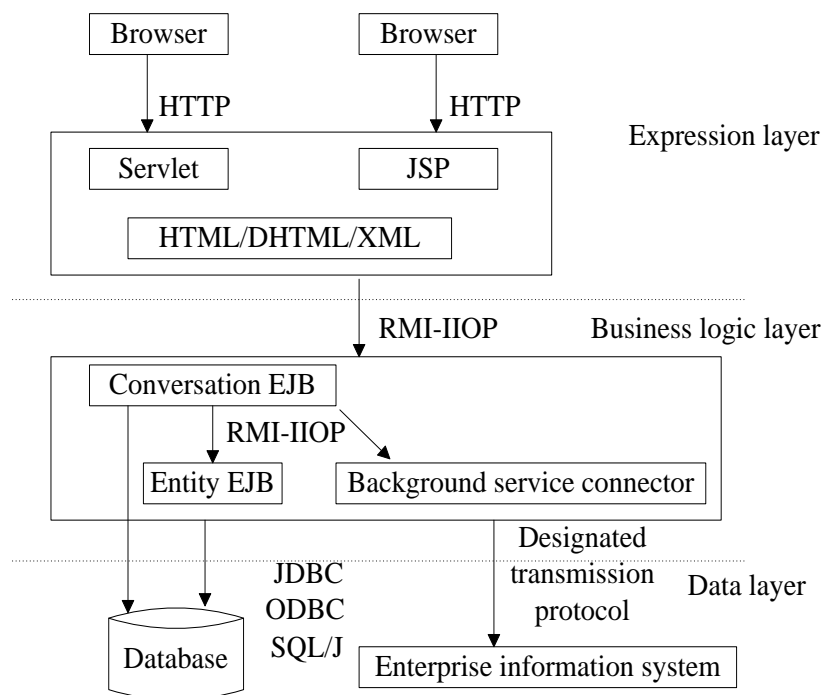 Browser
Browser
HTTP
HTTP
Expression layer
Servlet
JSP
HTML/DHTML/XML
RMI-IIOP
Business logic layer
Conversation EJB
RMI-IIOP
Entity EJB
Background service connector
Designated
transmission
protocol
JDBC
ODBC
SQL/J
Data layer
Database
Enterprise information system